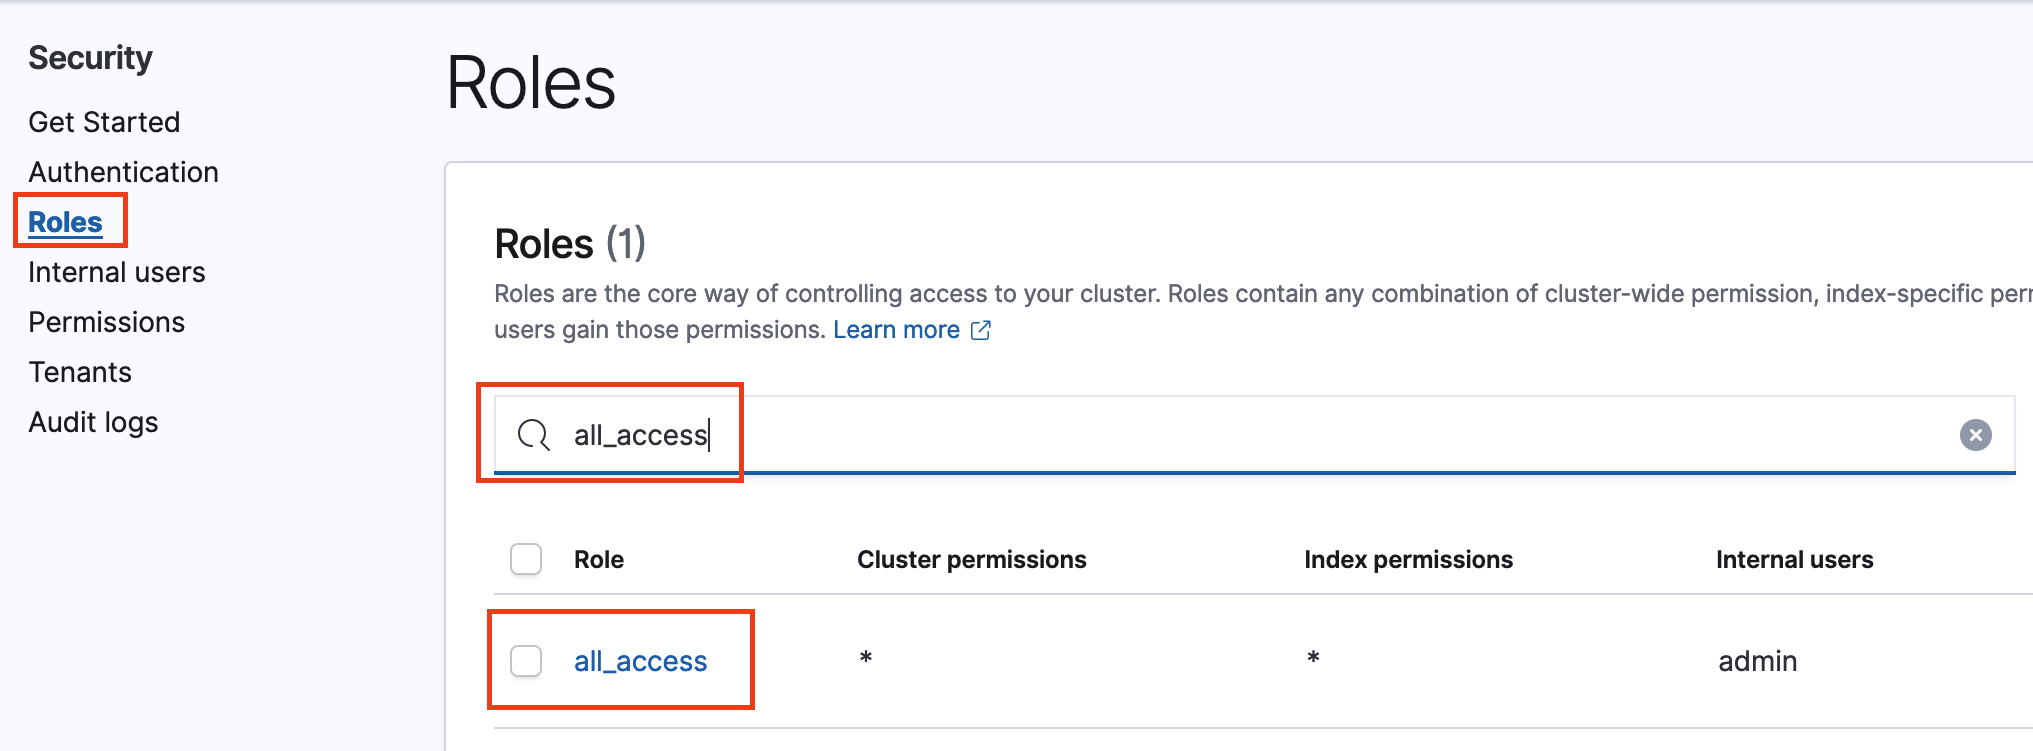 Security
Get Started
Authentication
Roles
Internal users
Permissions
Tenants
Audit logs
Roles
Roles (1)
Roles are the core way of controlling access to your cluster. Roles contain any combination of cluster-wide permission, index-specific
users gain those permissions. Learn more
all_access
Role Cluster permissions Index permissions Internal users
all_access * * admin